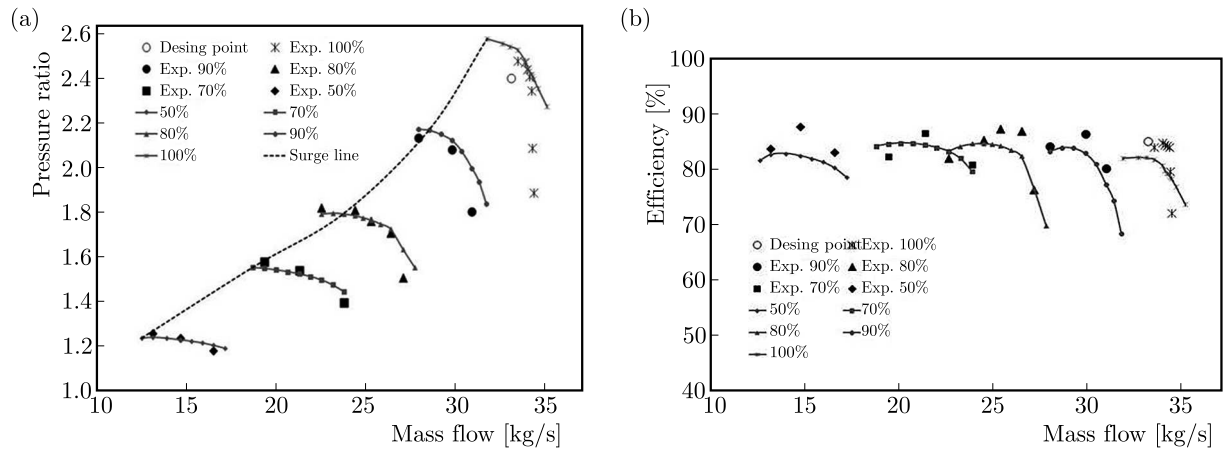 (a)
Pressure ratio
2.6
2.4
2.2
2.0
1.8
1.6
1.4
1.2
1.0
Desing point Exp. 100%
Exp. 90% Exp. 80%
Exp. 70% Exp. 50%
50% 70%
80% 90%
100% Surge line
10 15 20 25 30 35
Mass flow [kg/s]
(b)
Efficiency [%]
100
90
80
70
60
50
40
Desing point Exp. 100%
Exp. 90% Exp. 80%
Exp. 70% Exp. 50%
50% 70%
80% 90%
100%
10 15 20 25 30 35
Mass flow [kg/s]